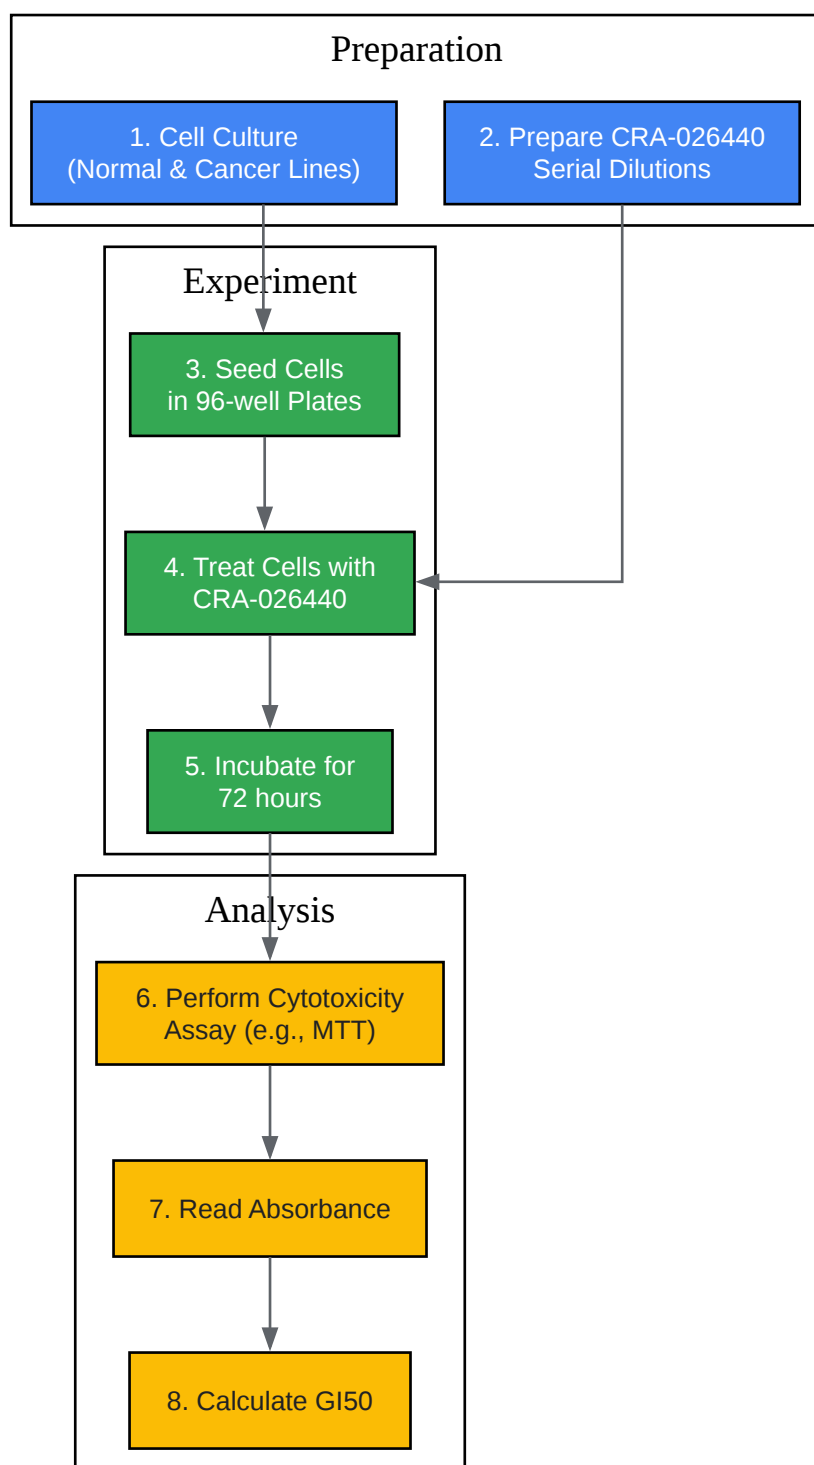 Preparation
1. Cell Culture
(Normal & Cancer Lines)
2. Prepare CRA-026440
Serial Dilutions
Experiment
3. Seed Cells
in 96-well Plates
4. Treat Cells with
CRA-026440
5. Incubate for
72 hours
Analysis
6. Perform Cytotoxicity
Assay (e.g., MTT)
7. Read Absorbance
8. Calculate GI50